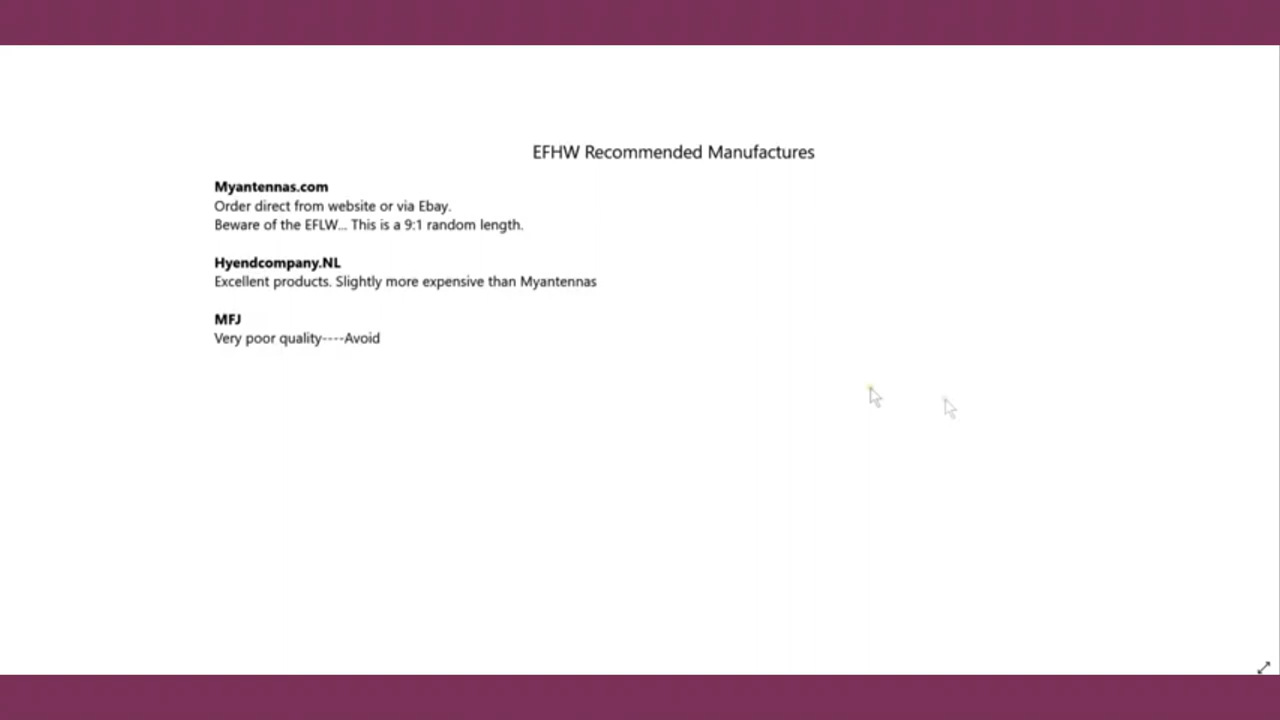 EFHW Recommended Manufactures
Myantennas.com
Order direct from website or via Ebay.
Beware of the EFLW... This is a 9:1 random length.
Hyendcompany.NL
Excellent products. Slightly more expensive than Myantennas
MFJ
Very poor quality----Avoid